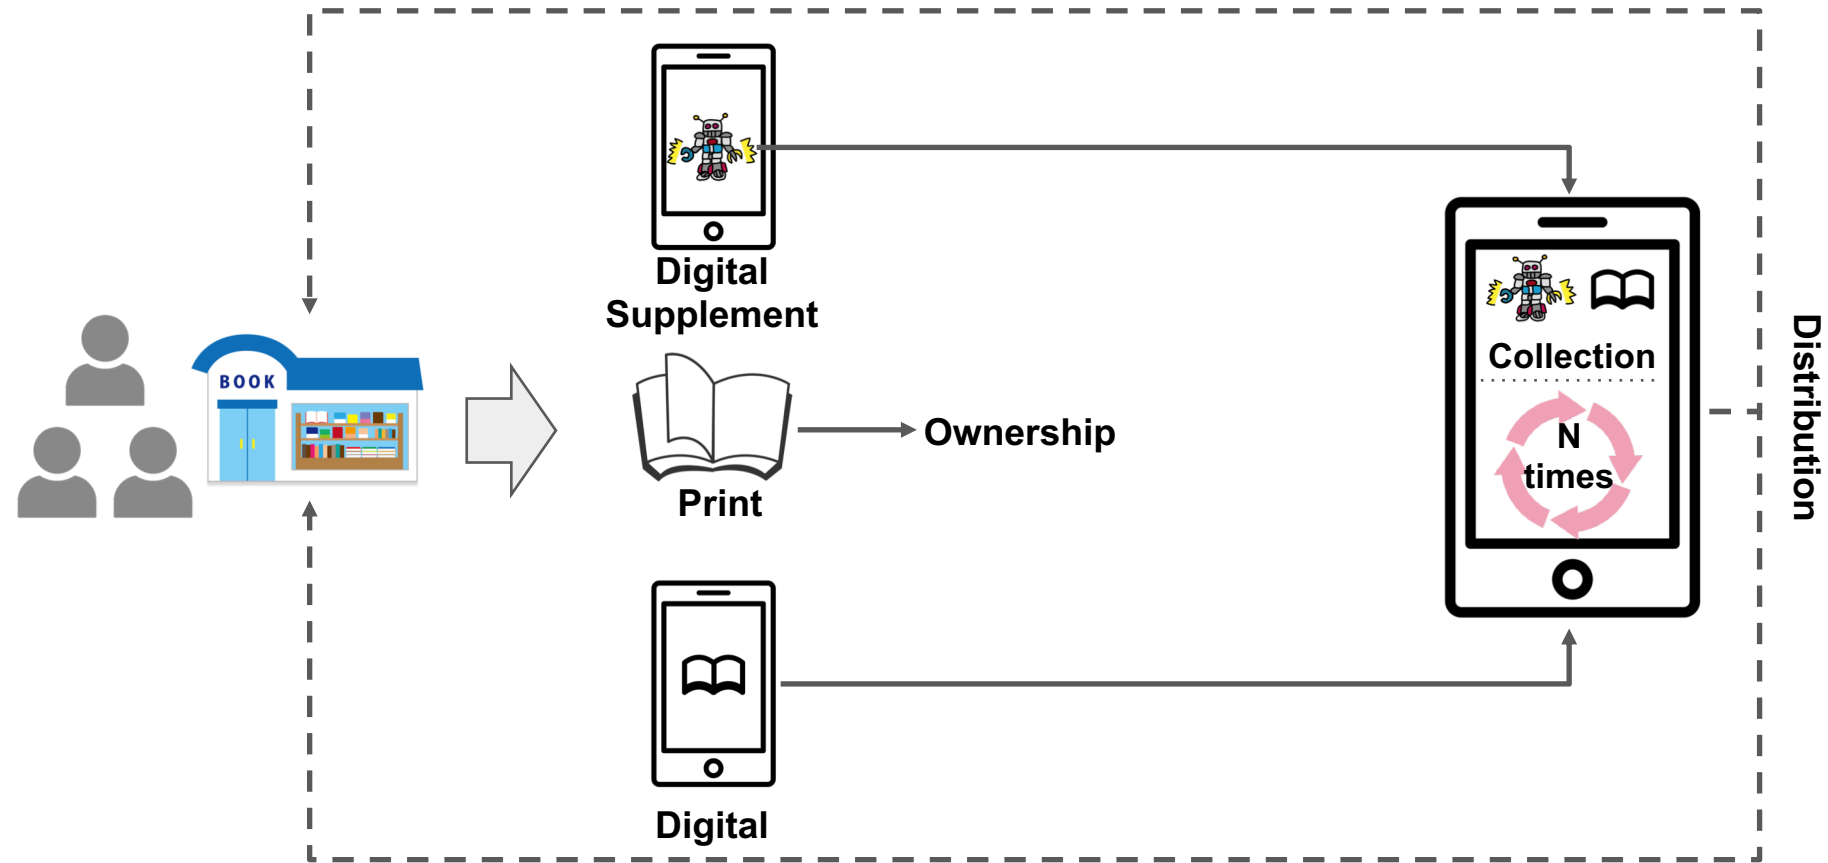 Digital
Supplement
BOOK
Print
Ownership
Digital
Collection
N
times
Distribution